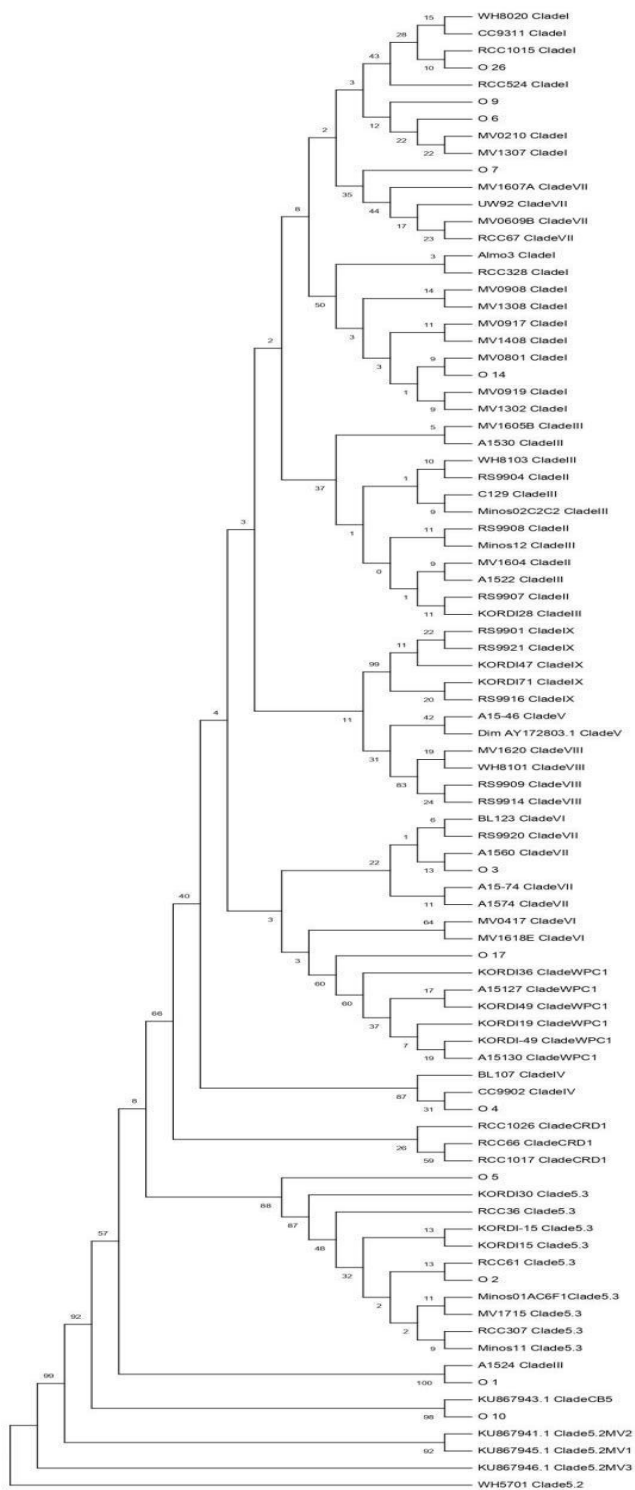 15 WH8020 CladeI
28 CC9311 CladeI
43 RCC1015 CladeI
10 O 26
3 RCC524 CladeI
O 9
12 O 6
2
22 22 MV0210 CladeI
MV1307 CladeI
O 7
35 MV1607A CladeVII
8 44 UW92 CladeVII
17 MV0609B CladeVII
23 RCC67 CladeVII
3 Almo3 CladeI
RCC328 CladeI
14 MV0908 CladeI
50 MV1308 CladeI
11 MV0917 CladeI
2 3 MV1408 CladeI
9 MV0801 CladeI
3 O 14
1 MV0919 CladeI
9 MV1302 CladeI
5 MV1605B CladeIII
A1530 CladeIII
10 WH8103 CladeIII
37 1 RS9904 CladeII
C129 CladeIII
9 Minos02C2C2 CladeIII
3 11 RS9908 CladeII
1 Minos12 CladeIII
9 MV1604 CladeII
0 A1522 CladeIII
1 RS9907 CladeII
11 KORDI28 CladeIII
22 RS9901 CladeIX
11 RS9921 CladeIX
99 KORDI47 CladeIX
KORDI71 CladeIX
20 RS9916 CladeIX
4 11 42 A15-46 CladeV
Dim AY172803.1 CladeV
31 19 MV1620 CladeVIII
WH8101 CladeVIII
83 RS9909 CladeVIII
24 RS9914 CladeVIII
6 BL123 CladeVI
1 RS9920 CladeVII
22 A1560 CladeVII
13 O 3
40 A15-74 CladeVII
3 11 A1574 CladeVII
64 MV0417 CladeVI
MV1618E CladeVI
3 O 17
60 KORDI36 CladeWPC1
60 17 A15127 CladeWPC1
66 KORDI49 CladeWPC1
37 KORDI19 CladeWPC1
7 KORDI-49 CladeWPC1
19 A15130 CladeWPC1
BL107 CladeIV
8 87 CC9902 CladeIV
31 O 4
RCC1026 CladeCRD1
26 RCC66 CladeCRD1
59 RCC1017 CladeCRD1
O 5
88 KORDI30 Clade5.3
87 RCC36 Clade5.3
57 48 13 KORDI-15 Clade5.3
KORDI15 Clade5.3
32 13 RCC61 Clade5.3
O 2
2 11 Minos01AC6F1Clade5.3
92 MV1715 Clade5.3
2 RCC307 Clade5.3
9 Minos11 Clade5.3
A1524 CladeIII
99 100 O 1
KU867943.1 CladeCB5
98 O 10
KU867941.1 Clade5.2MV2
92 KU867945.1 Clade5.2MV1
KU867946.1 Clade5.2MV3
WH5701 Clade5.2